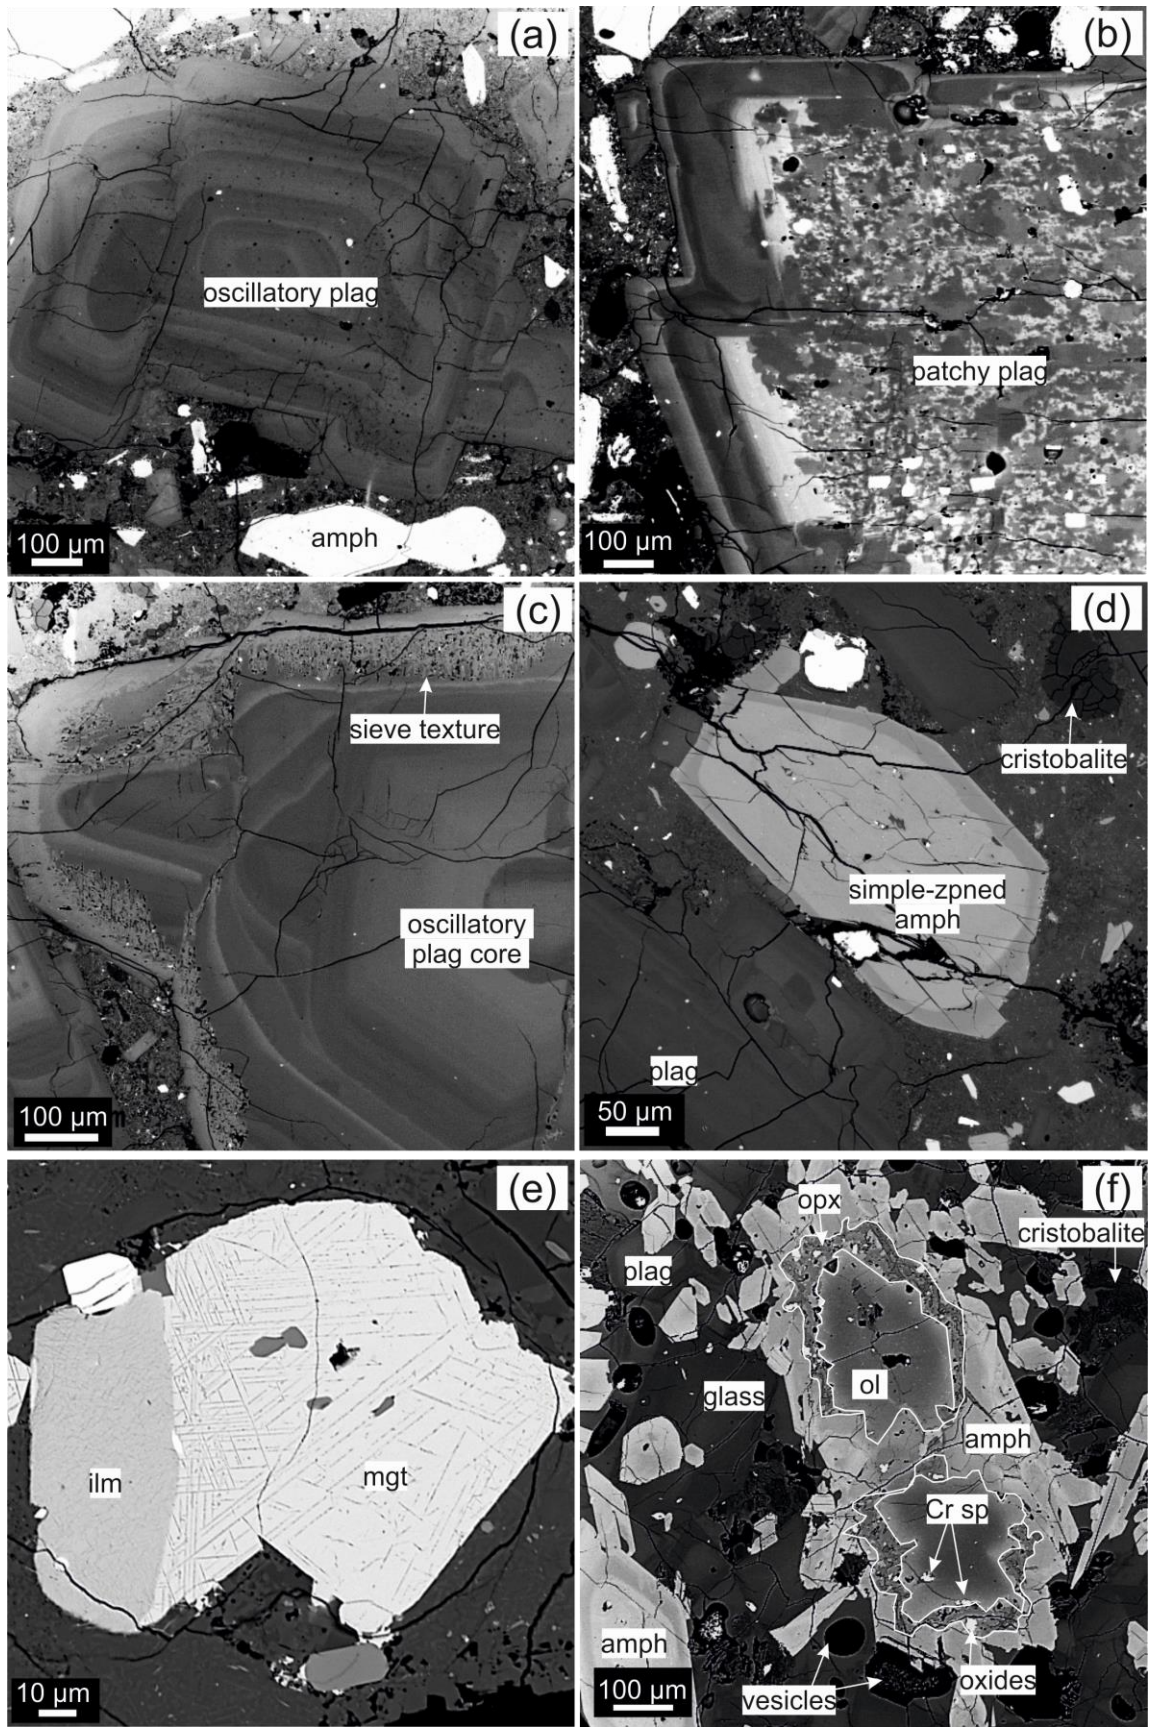 (a)
oscillatory plag
amph
100 µm
(b)
patchy plag
100 µm
(c)
sieve texture
oscillatory
plag core
100 µm
(d)
cristobalite
simple-zpned
amph
plag
50 µm
(e)
ilm
mgt
10 µm
(f)
opx
cristobalite
plag
ol
glass
amph
Cr sp
amph
vesicles
oxides
100 µm